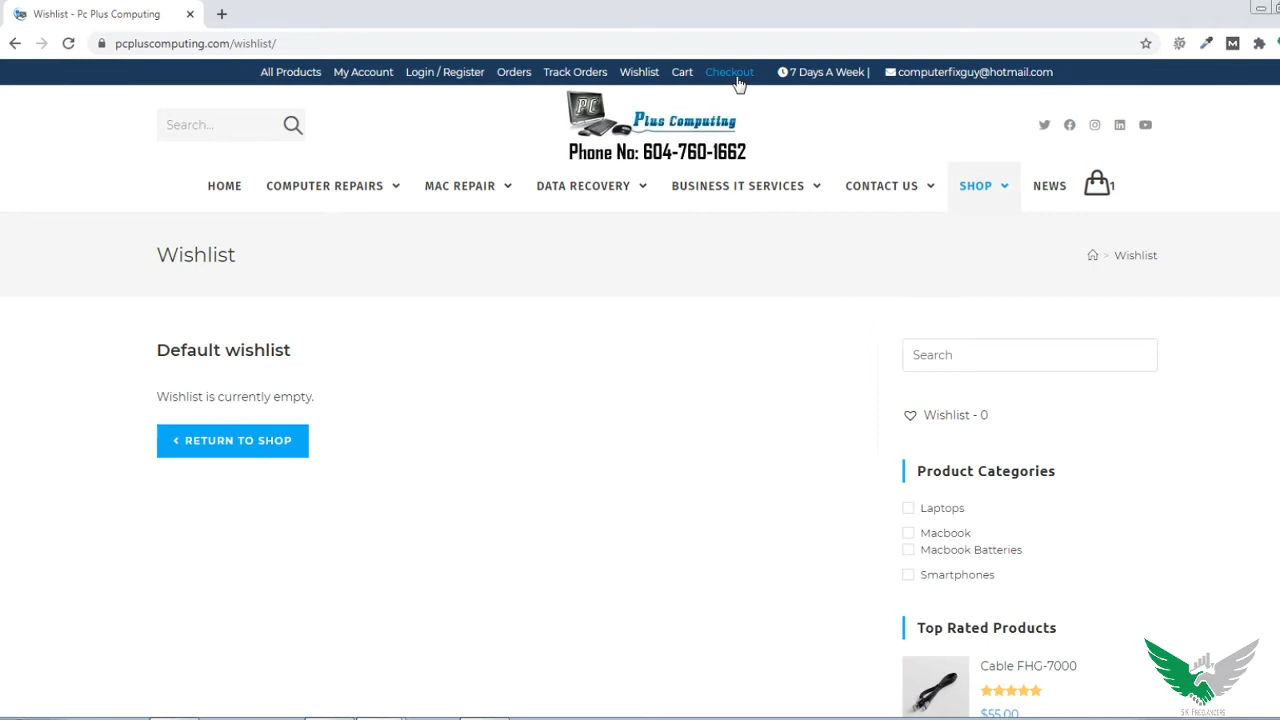 Wishlist - Pc Plus Computing
pcpluscomputing.com/wishlist/
All Products My Account Login / Register Orders Track Orders Wishlist Cart Checkout 7 Days A Week | computerfixguy@hotmail.com
Search...
PC Plus Computing
Phone No: 604-760-1662
HOME COMPUTER REPAIRS MAC REPAIR DATA RECOVERY BUSINESS IT SERVICES CONTACT US SHOP NEWS 1
Wishlist
> Wishlist
Default wishlist
Wishlist is currently empty.
< RETURN TO SHOP
Search
Wishlist - 0
Product Categories
Laptops
Macbook
Macbook Batteries
Smartphones
Top Rated Products
Cable FHG-7000
$55.00
SK FREELANCERS